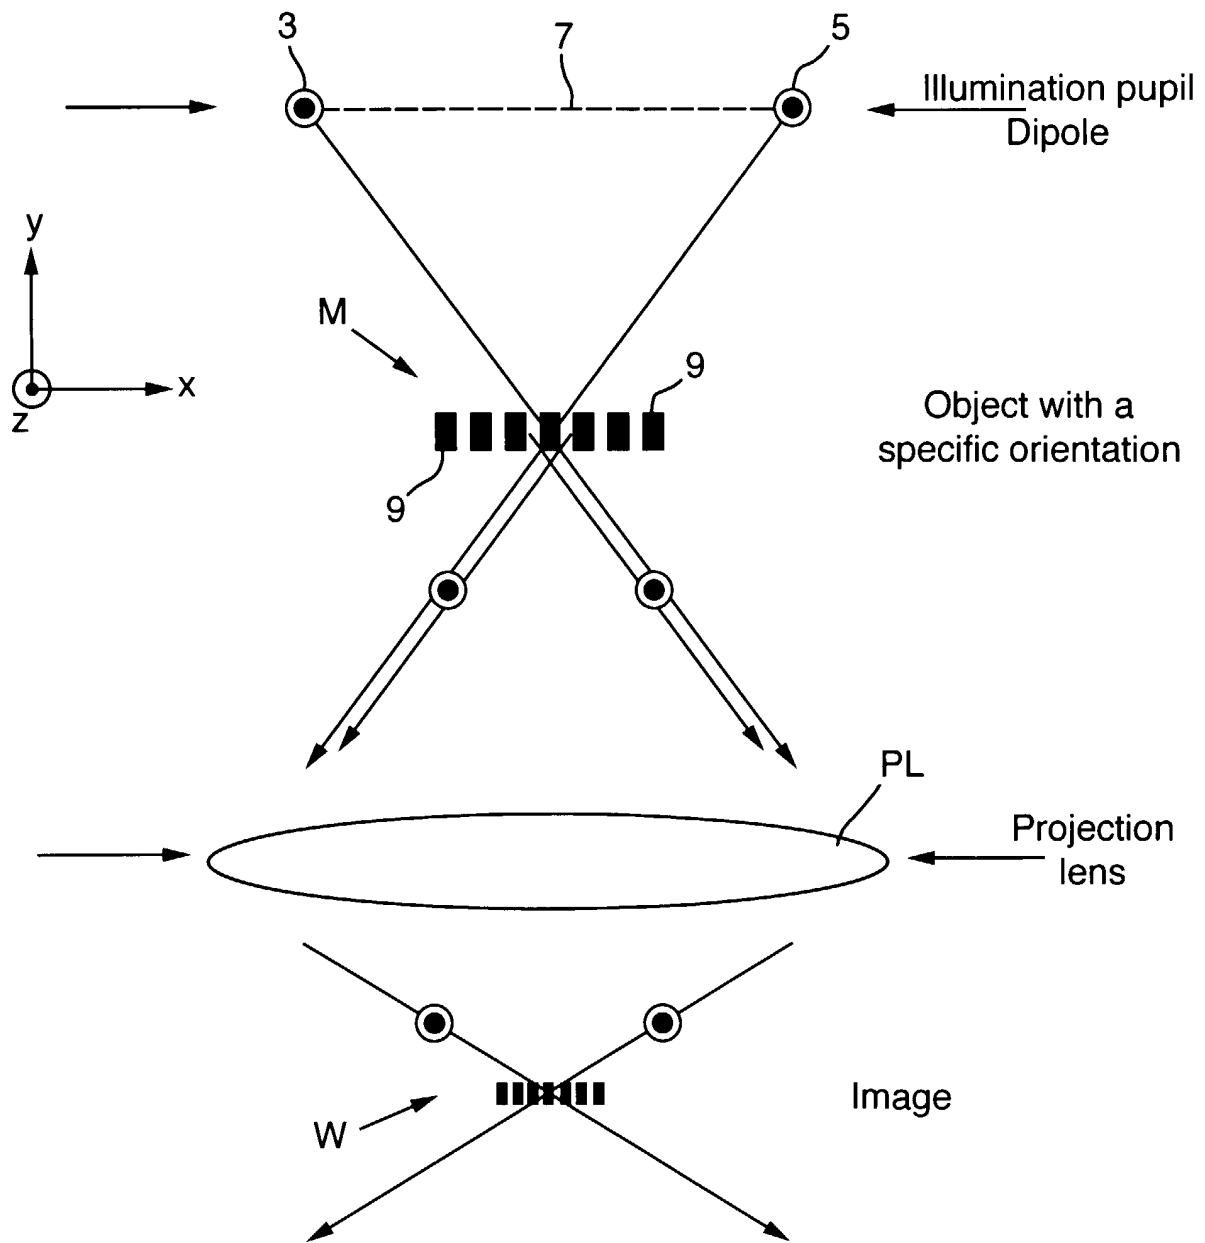 3
7
5
Illumination pupil
Dipole
y
x
z
M
9
9
Object with a
specific orientation
PL
Projection
lens
W
Image